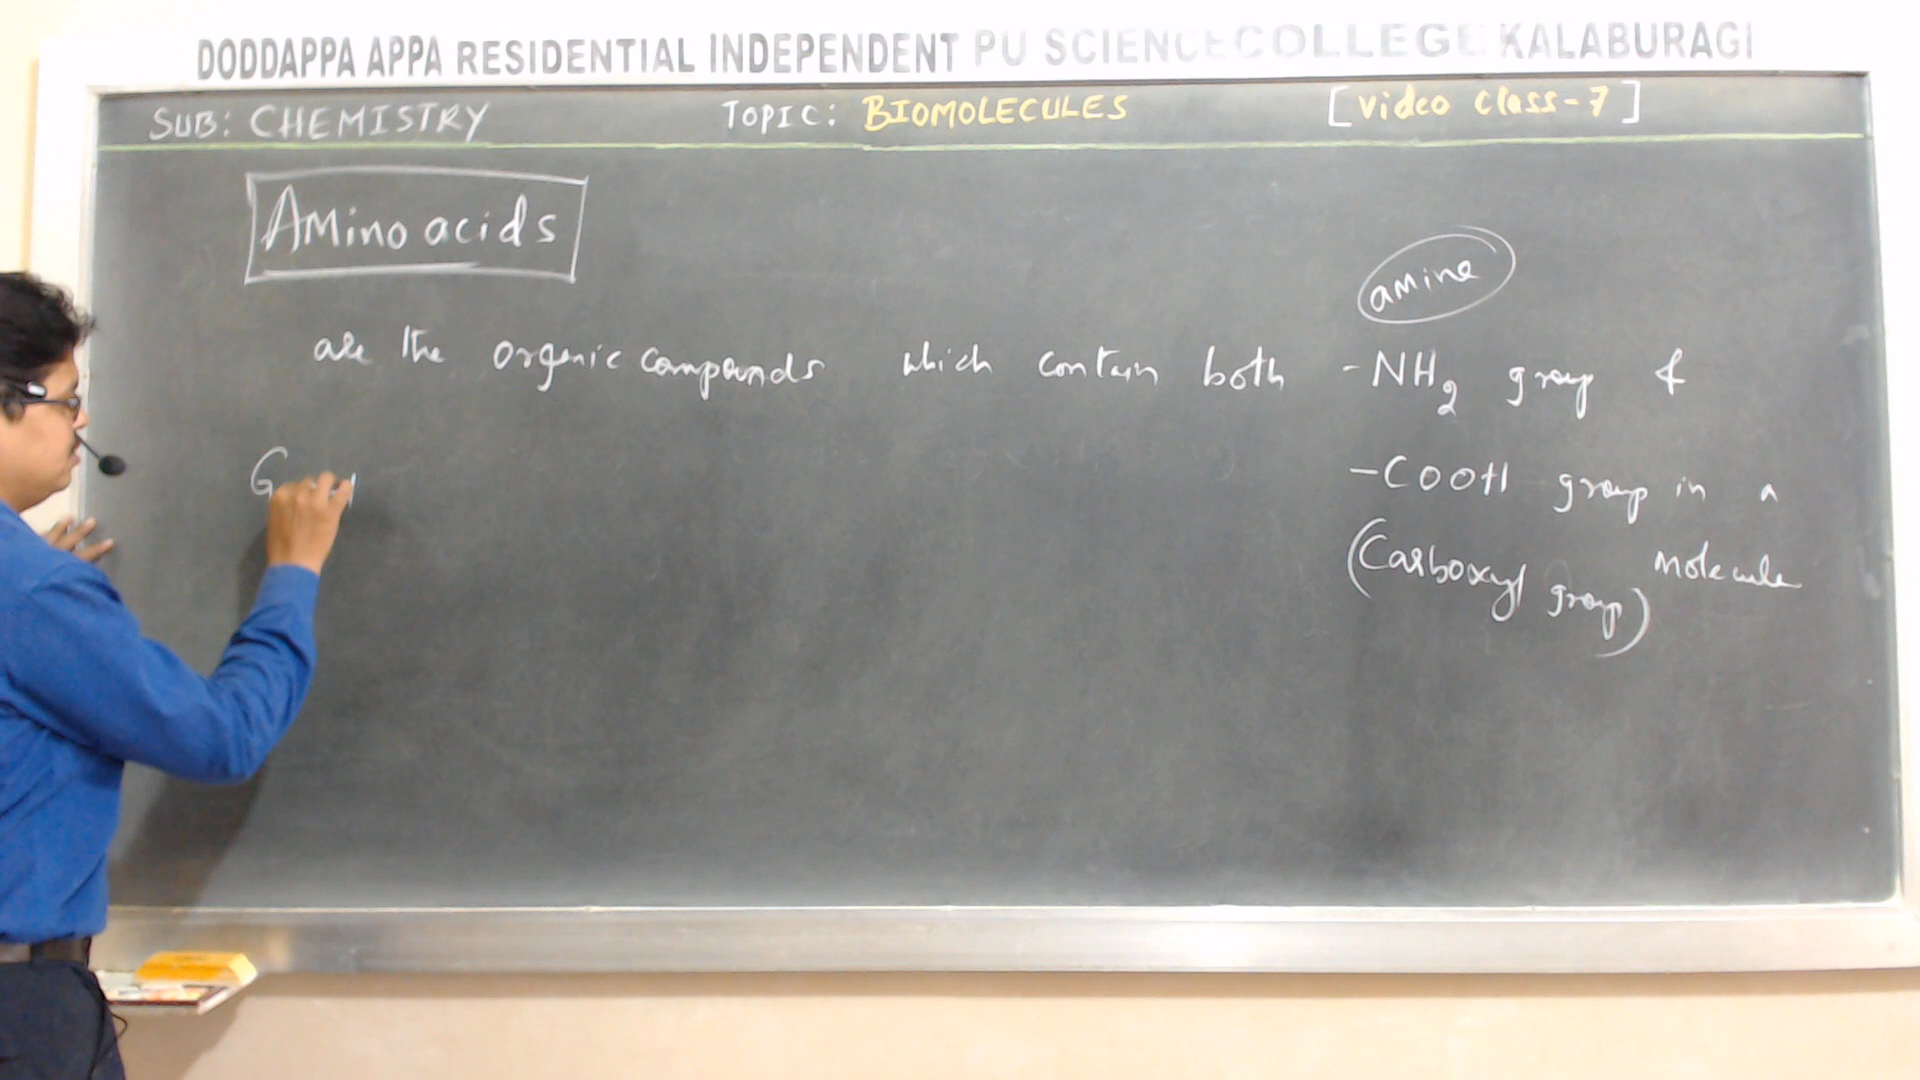 DODDAPPA APPA RESIDENTIAL INDEPENDENT PU SCIENCE COLLEGE KALABURAGI
SUB: CHEMISTRY TOPIC: BIOMOLECULES [Video Class-7]
Amino acids
amine
are the organic compounds which contain both -NH2 group &
-COOH group in a
(Carboxyl group) molecule
G